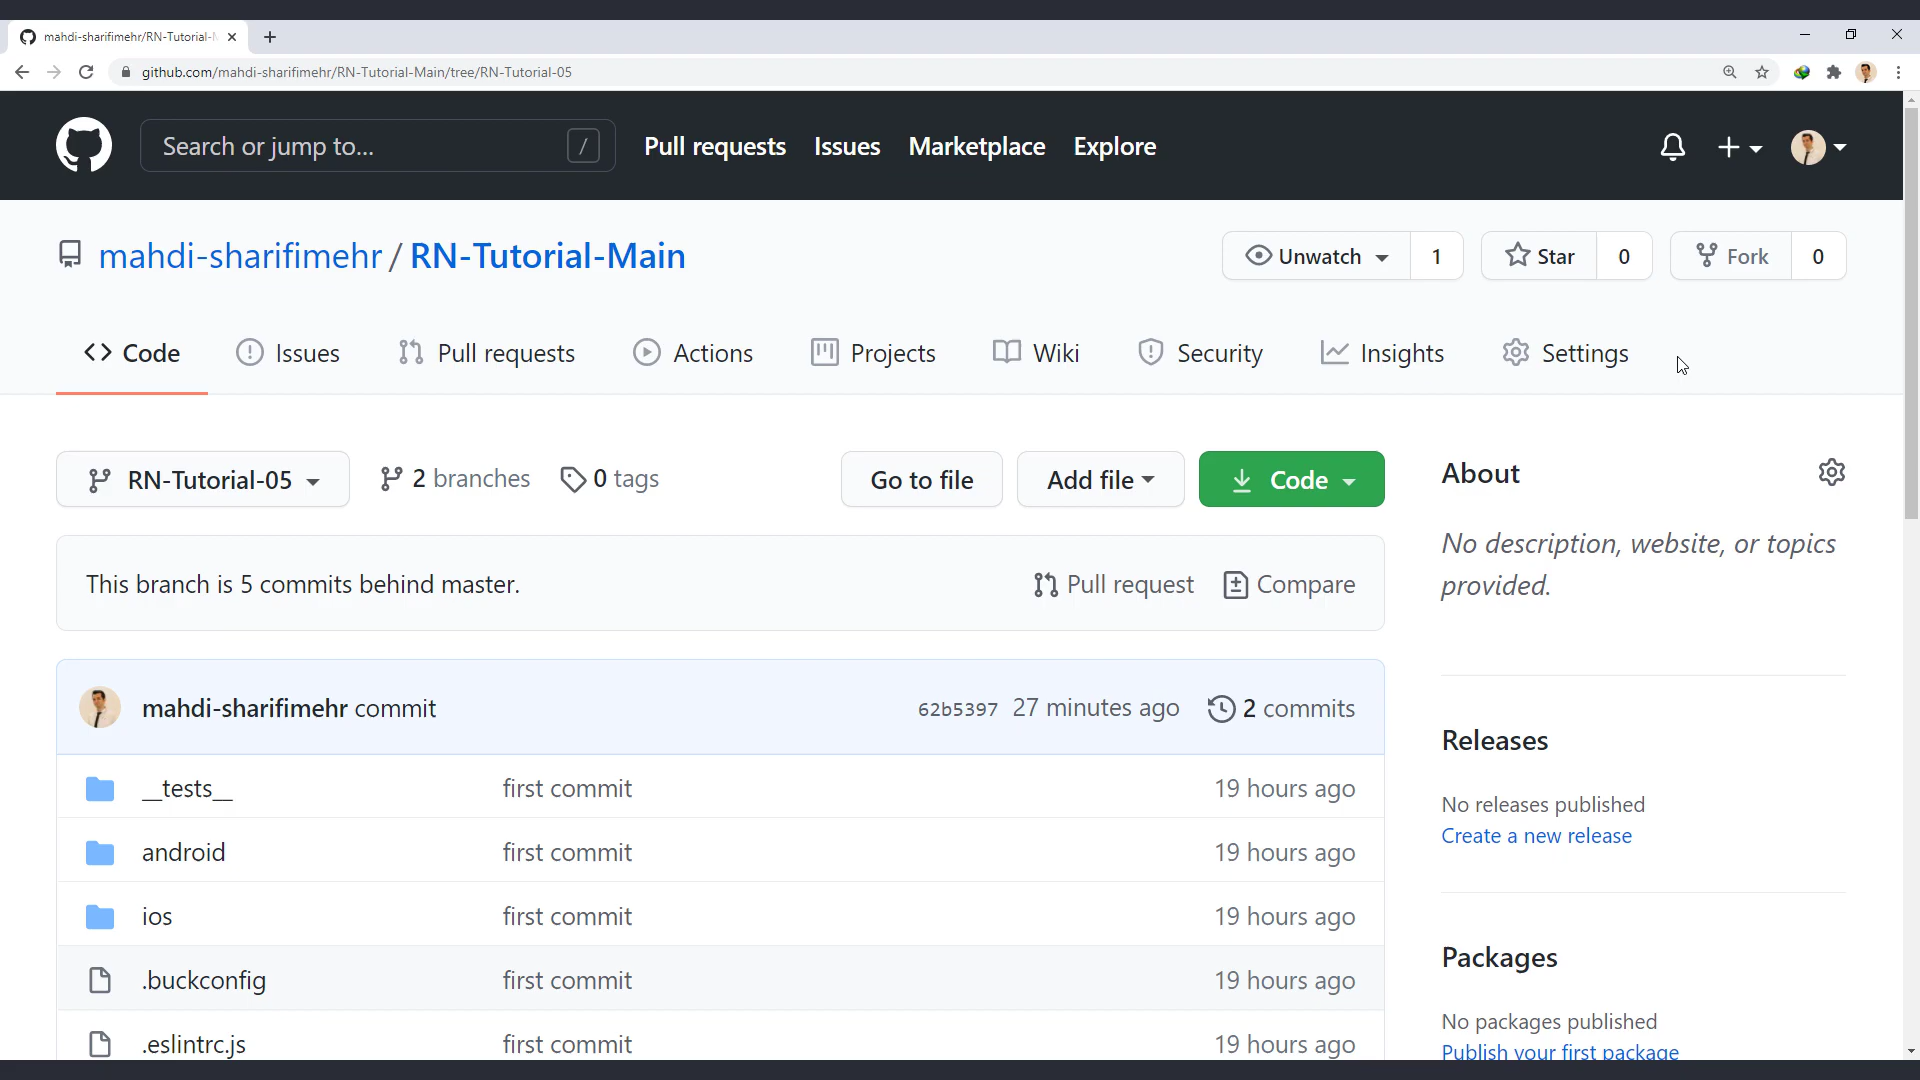 mahdi-sharifimehr/RN-Tutorial-M
github.com/mahdi-sharifimehr/RN-Tutorial-Main/tree/RN-Tutorial-05
Search or jump to... /
Pull requests Issues Marketplace Explore
mahdi-sharifimehr / RN-Tutorial-Main
Unwatch 1 Star 0 Fork 0
Code Issues Pull requests Actions Projects Wiki Security Insights Settings
RN-Tutorial-05 2 branches 0 tags Go to file Add file Code
This branch is 5 commits behind master. Pull request Compare
mahdi-sharifimehr commit 62b5397 27 minutes ago 2 commits
__tests__ first commit 19 hours ago
android first commit 19 hours ago
ios first commit 19 hours ago
.buckconfig first commit 19 hours ago
.eslintrc.js first commit 19 hours ago
About
No description, website, or topics
provided.
Releases
No releases published
Create a new release
Packages
No packages published
Publish your first package